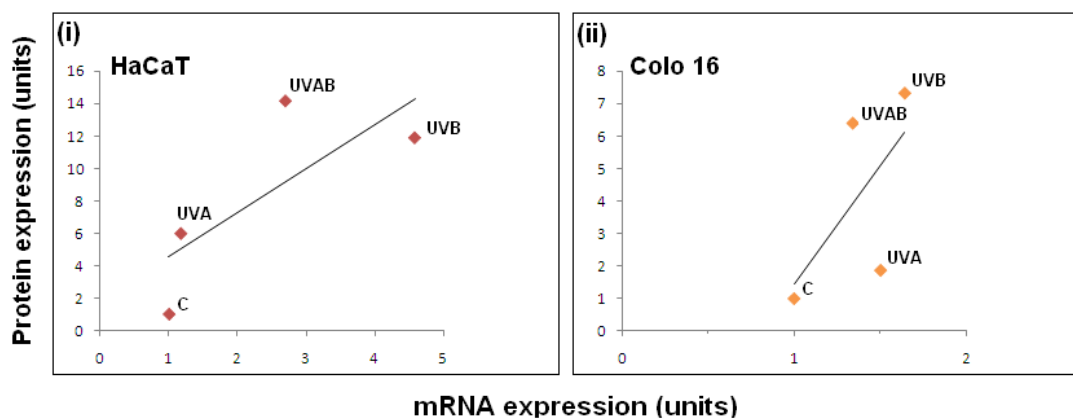 (i)
HaCaT
Protein expression (units)
16
14
12
10
8
6
4
2
0
0 1 2 3 4 5
UVAB
UVB
UVA
C
(ii)
Colo 16
8
7
6
5
4
3
2
1
0
0 1 2
UVB
UVAB
UVA
C
mRNA expression (units)